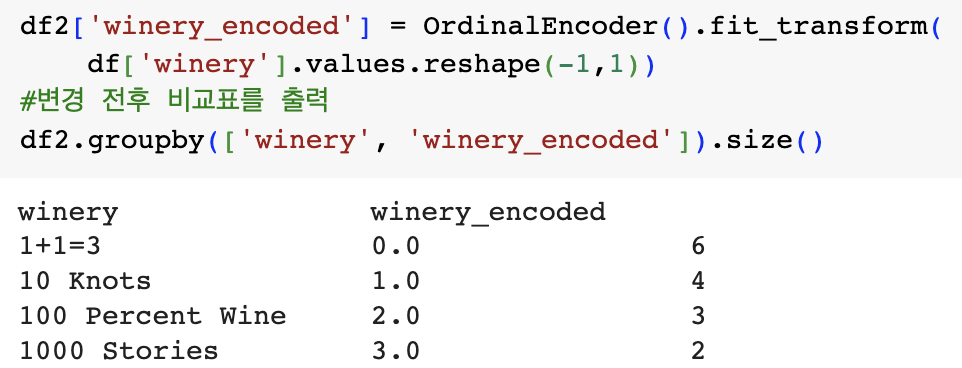 df2['winery_encoded'] = OrdinalEncoder().fit_transform(
    df['winery'].values.reshape(-1,1))
#변경 전후 비교표를 출력
df2.groupby(['winery', 'winery_encoded']).size()
winery winery_encoded
1+1=3 0.0 6
10 Knots 1.0 4
100 Percent Wine 2.0 3
1000 Stories 3.0 2